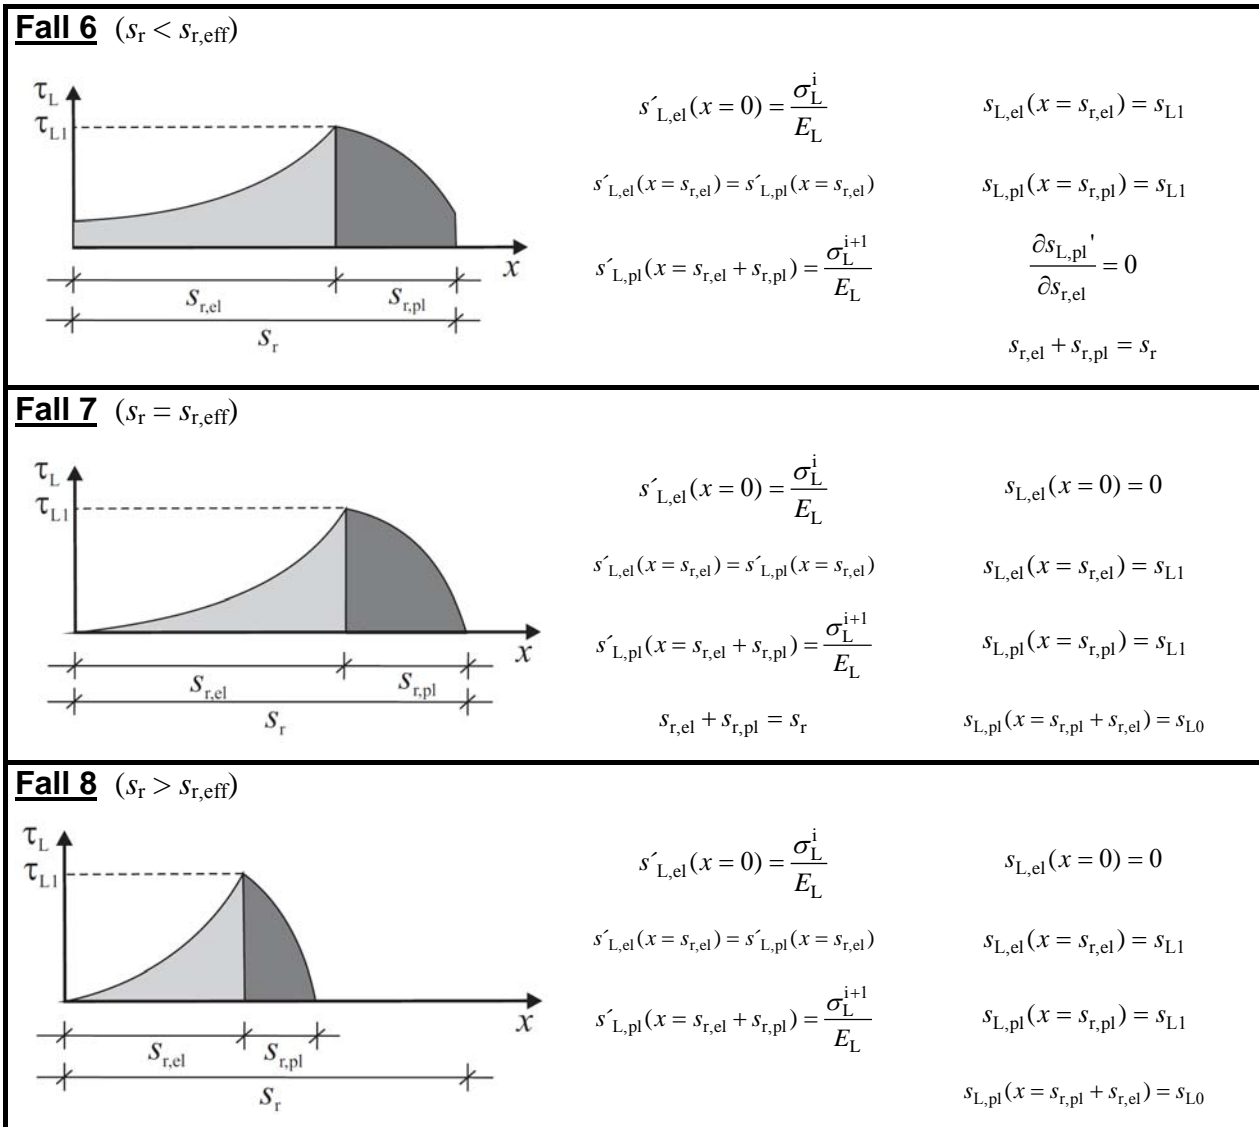 Fall 6 (s_r < s_r,eff)
τ_L
τ_L1
x
s_r,el
s_r,pl
s_r
s´_L,el(x = 0) = σ_L^i / E_L
s_L,el(x = s_r,el) = s_L1
s´_L,el(x = s_r,el) = s´_L,pl(x = s_r,el)
s_L,pl(x = s_r,pl) = s_L1
s´_L,pl(x = s_r,el + s_r,pl) = σ_L^i+1 / E_L
∂s_L,pl' / ∂s_r,el = 0
s_r,el + s_r,pl = s_r
Fall 7 (s_r = s_r,eff)
τ_L
τ_L1
x
s_r,el
s_r,pl
s_r
s´_L,el(x = 0) = σ_L^i / E_L
s_L,el(x = 0) = 0
s´_L,el(x = s_r,el) = s´_L,pl(x = s_r,el)
s_L,el(x = s_r,el) = s_L1
s´_L,pl(x = s_r,el + s_r,pl) = σ_L^i+1 / E_L
s_L,pl(x = s_r,pl) = s_L1
s_r,el + s_r,pl = s_r
s_L,pl(x = s_r,pl + s_r,el) = s_L0
Fall 8 (s_r > s_r,eff)
τ_L
τ_L1
x
s_r,el
s_r,pl
s_r
s´_L,el(x = 0) = σ_L^i / E_L
s_L,el(x = 0) = 0
s´_L,el(x = s_r,el) = s´_L,pl(x = s_r,el)
s_L,el(x = s_r,el) = s_L1
s´_L,pl(x = s_r,el + s_r,pl) = σ_L^i+1 / E_L
s_L,pl(x = s_r,pl) = s_L1
s_L,pl(x = s_r,pl + s_r,el) = s_L0